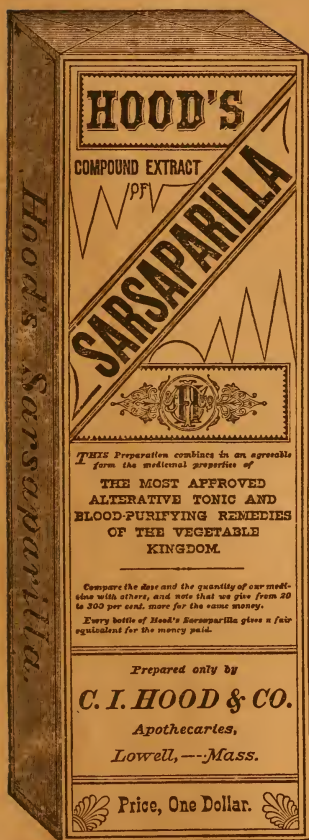 HOOD'S
COMPOUND EXTRACT
OF
SARSAPARILLA
Hood's Sarsaparilla.
H
THIS Preparation combines in an agreeable
form the medicinal properties of
THE MOST APPROVED
ALTERATIVE TONIC AND
BLOOD-PURIFYING REMEDIES
OF THE VEGETABLE
KINGDOM.
Compare the dose and the quantity of our medi-
cine with others, and note that we give from 20
to 300 per cent. more for the same money.
Every bottle of Hood's Sarsaparilla gives a fair
equivalent for the money paid.
Prepared only by
C. I. HOOD & CO.
Apothecaries,
Lowell,---Mass.
Price, One Dollar.